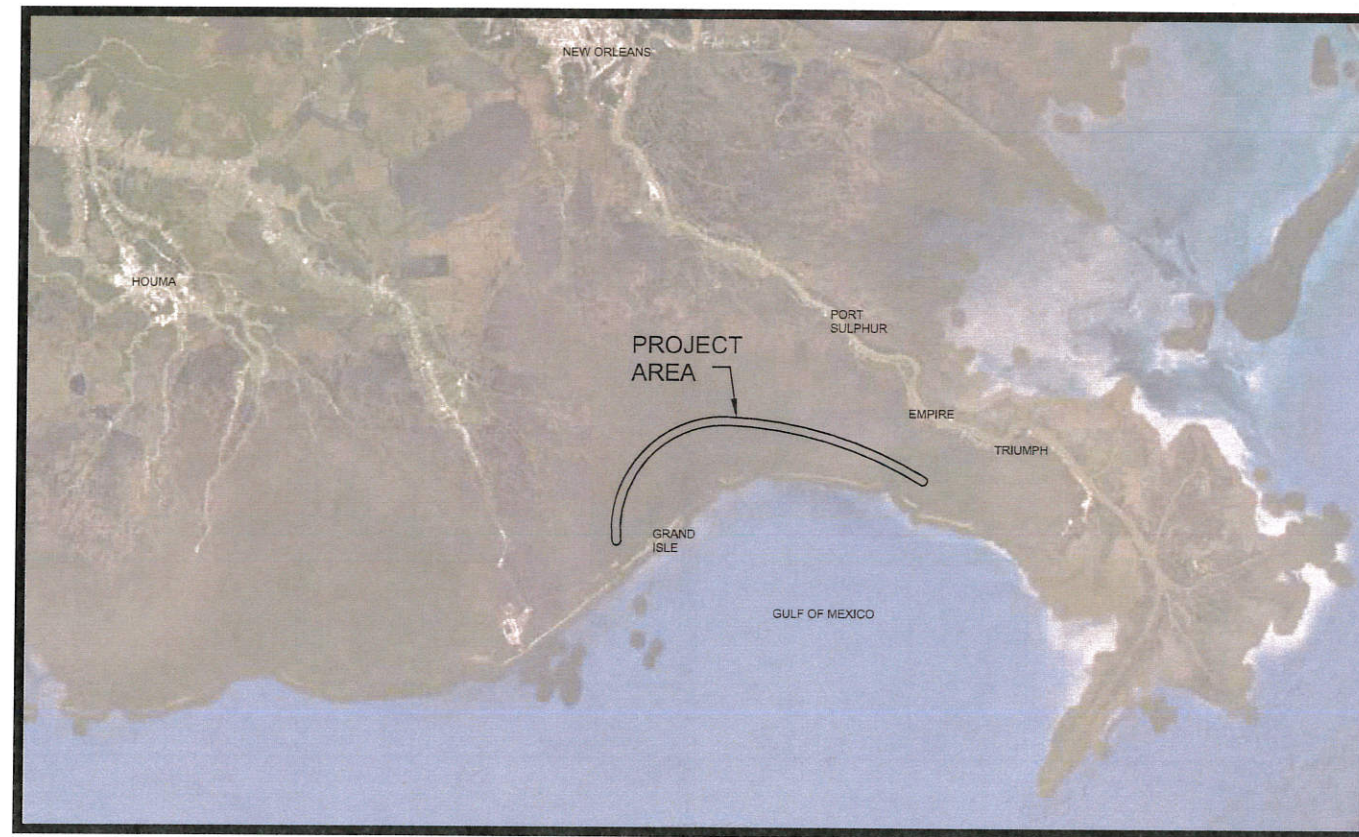 NEW ORLEANS
HOUMA
PORT
SULPHUR
PROJECT
AREA
EMPIRE
TRIUMPH
GRAND
ISLE
GULF OF MEXICO